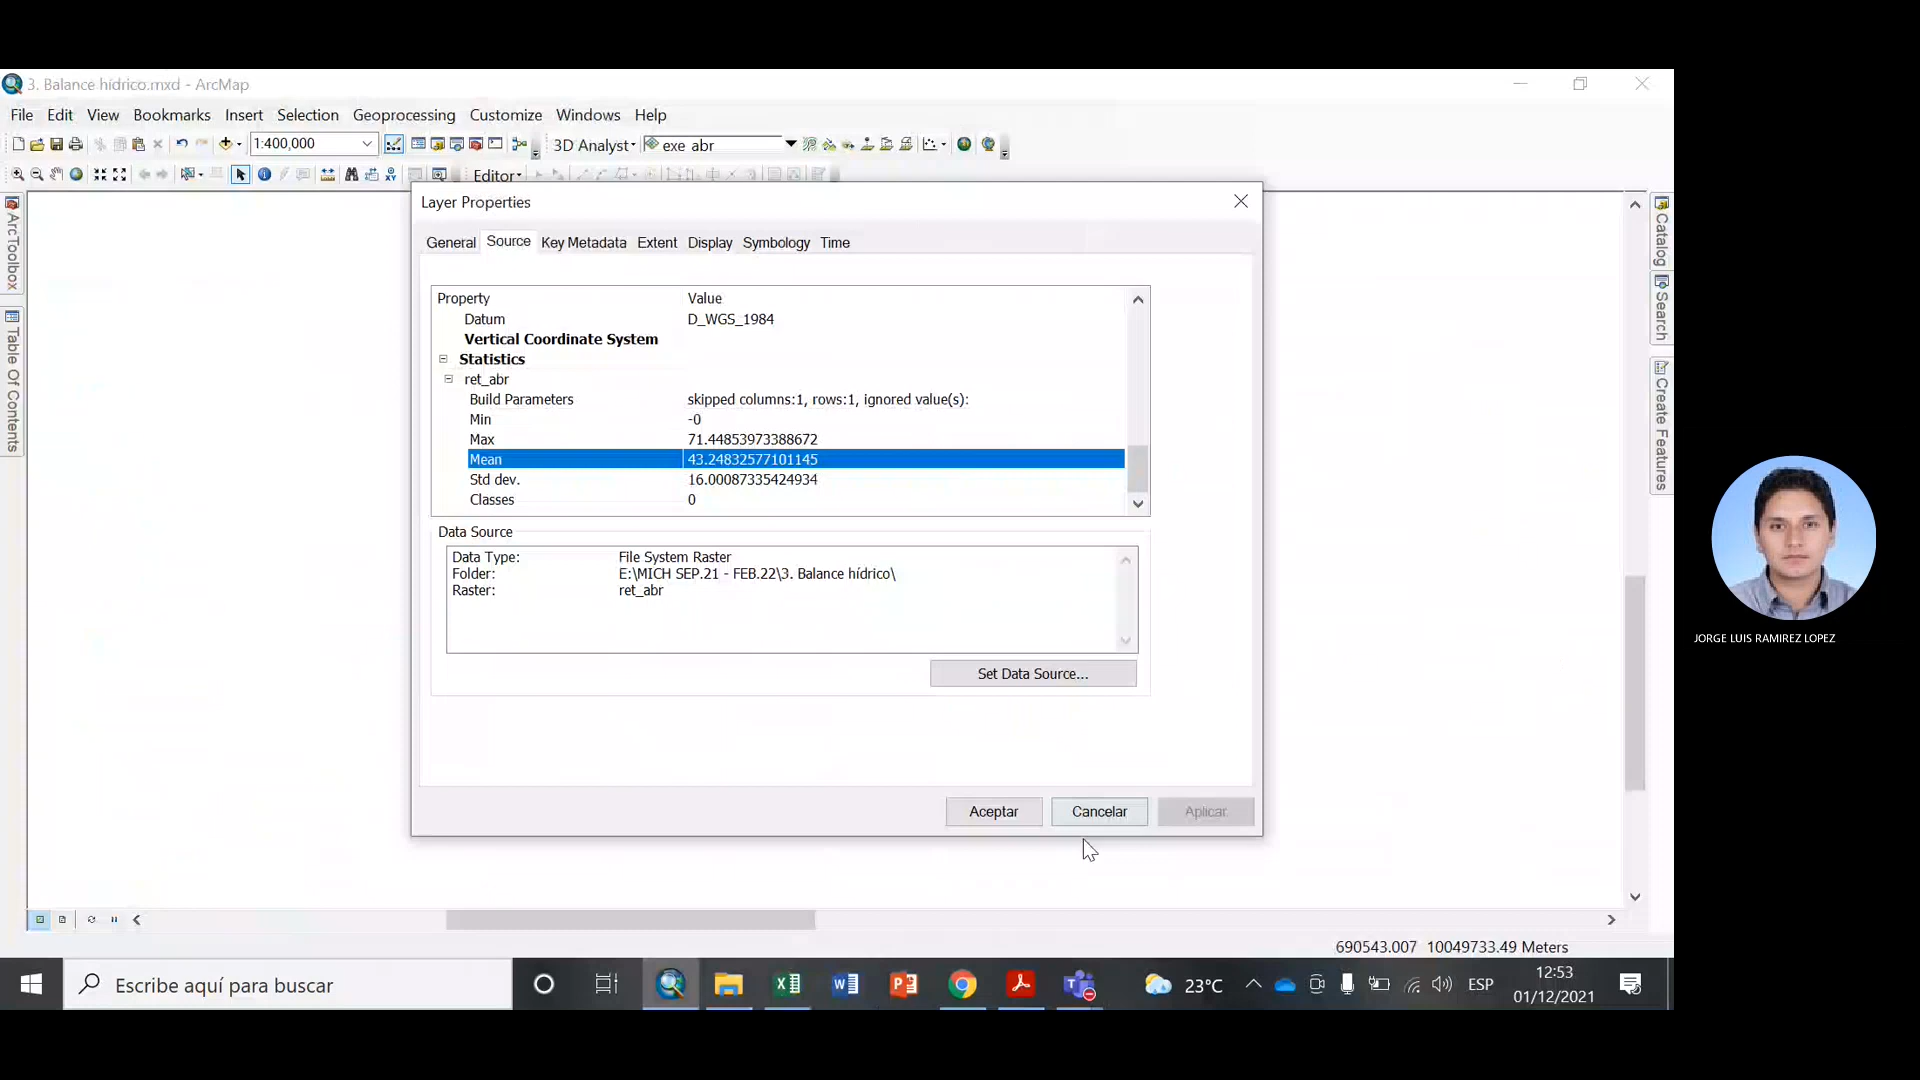 3. Balance hídrico.mxd - ArcMap
File Edit View Bookmarks Insert Selection Geoprocessing Customize Windows Help
1:400,000 3D Analyst exe abr
Editor
ArcToolbox
Table Of Contents
Layer Properties
General Source Key Metadata Extent Display Symbology Time
Property Value
Datum D_WGS_1984
Vertical Coordinate System
Statistics
ret_abr
Build Parameters skipped columns:1, rows:1, ignored value(s):
Min -0
Max 71.44853973388672
Mean 43.24832577101145
Std dev. 16.00087335424934
Classes 0
Data Source
Data Type: File System Raster
Folder: E:\MICH SEP.21 - FEB.22\3. Balance hídrico\
Raster: ret_abr
Set Data Source...
Aceptar Cancelar Aplicar
Catalog
Search
Create Features
JORGE LUIS RAMIREZ LOPEZ
690543.007 10049733.49 Meters
Escribe aquí para buscar
23°C
ESP
12:53
01/12/2021